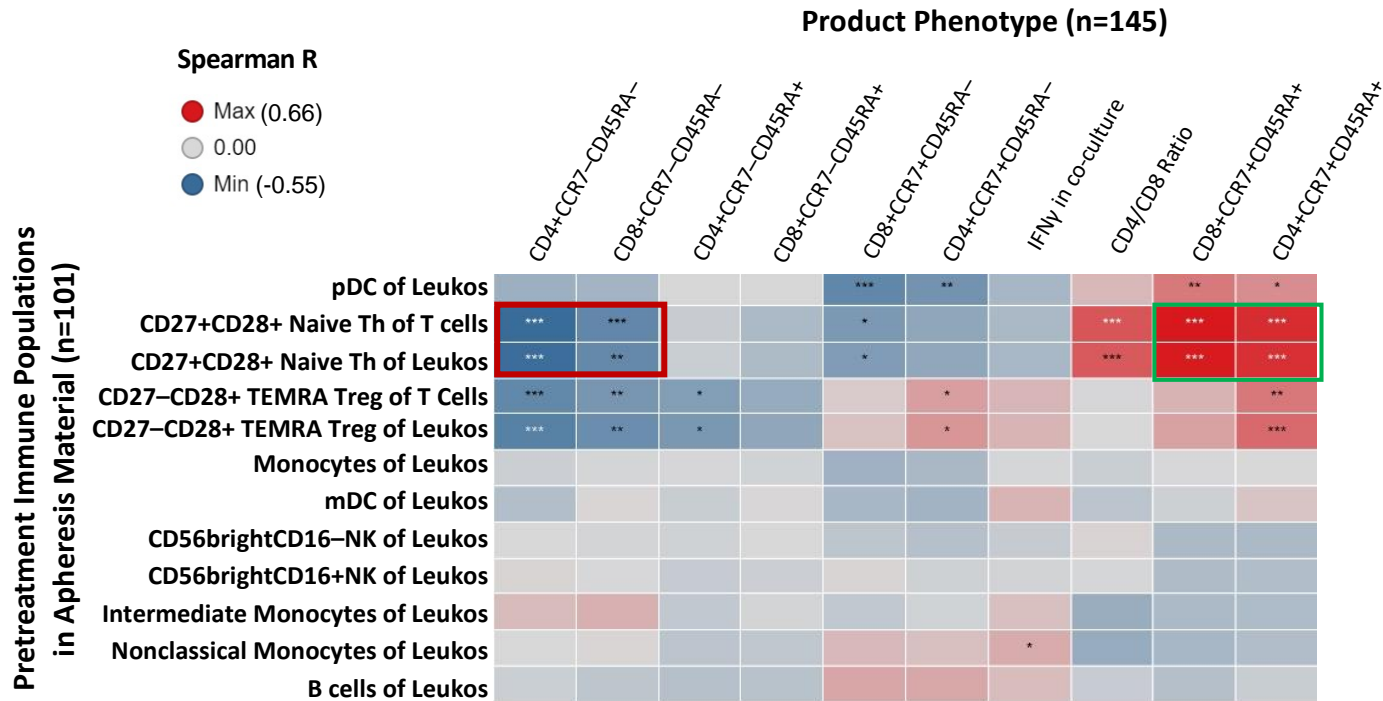 Product Phenotype (n=145)
Spearman R
Max (0.66)
0.00
Min (-0.55)
CD4+CCR7–CD45RA–
CD8+CCR7–CD45RA–
CD4+CCR7–CD45RA+
CD8+CCR7–CD45RA+
CD8+CCR7+CD45RA–
CD4+CCR7+CD45RA–
IFNγ in co-culture
CD4/CD8 Ratio
CD8+CCR7+CD45RA+
CD4+CCR7+CD45RA+
Pretreatment Immune Populations
in Apheresis Material (n=101)
pDC of Leukos *** ** ** *
CD27+CD28+ Naive Th of T cells *** *** * *** *** ***
CD27+CD28+ Naive Th of Leukos *** ** * *** *** ***
CD27–CD28+ TEMRA Treg of T Cells *** ** * * **
CD27–CD28+ TEMRA Treg of Leukos *** ** * * ***
Monocytes of Leukos
mDC of Leukos
CD56brightCD16–NK of Leukos
CD56brightCD16+NK of Leukos
Intermediate Monocytes of Leukos
Nonclassical Monocytes of Leukos *
B cells of Leukos